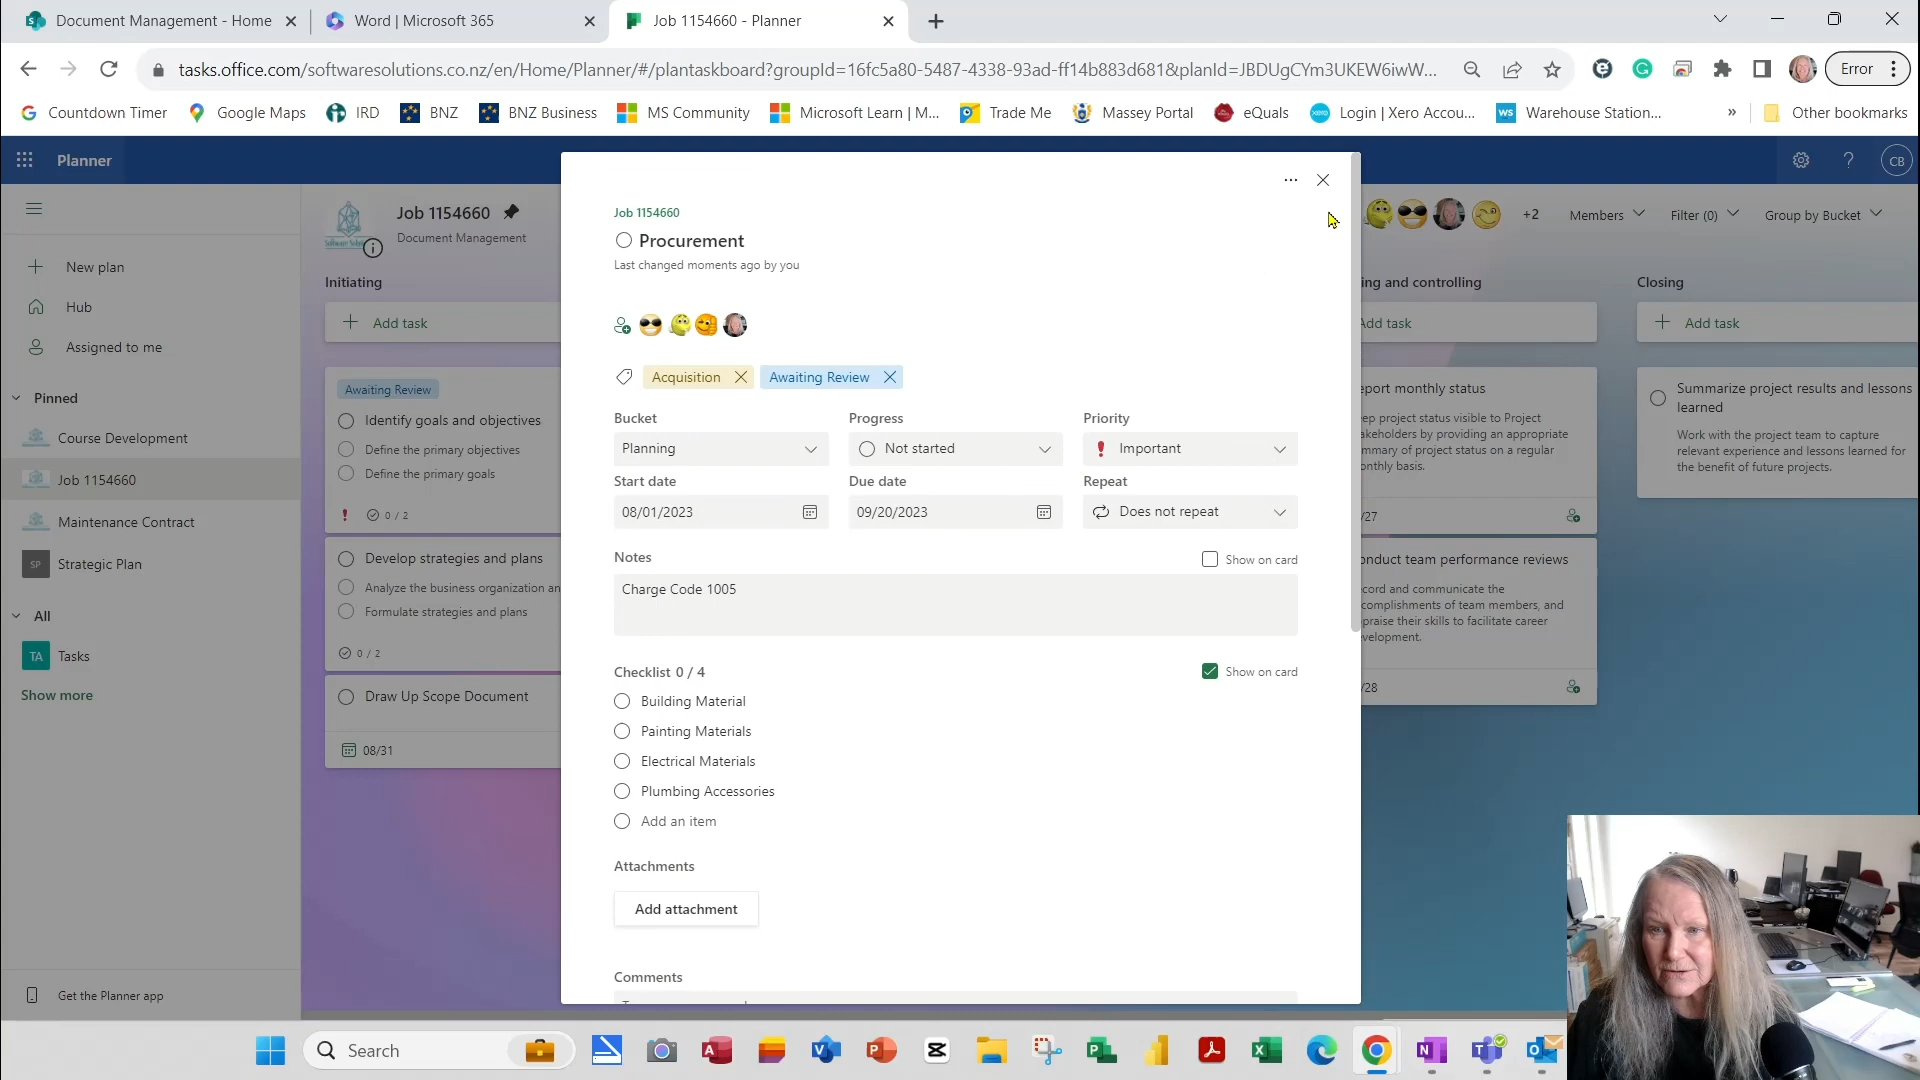 Document Management - Home
Word | Microsoft 365
Job 1154660 - Planner
tasks.office.com/softwaresolutions.co.nz/en/Home/Planner/#/plantaskboard?groupId=16fc5a80-5487-4338-93ad-ff14b883d681&planId=JBDUgCYm3UKEW6iwW...
Error
Countdown Timer
Google Maps
IRD
BNZ
BNZ Business
MS Community
Microsoft Learn | M...
Trade Me
Massey Portal
eQuals
Login | Xero Accou...
WS
Warehouse Station...
»
Other bookmarks
Planner
?
CB
New plan
Hub
Assigned to me
Pinned
Course Development
Job 1154660
Maintenance Contract
SP
Strategic Plan
All
TA
Tasks
Show more
Get the Planner app
Job 1154660
Document Management
+2
Members
Filter (0)
Group by Bucket
Initiating
Add task
Awaiting Review
Identify goals and objectives
Define the primary objectives
Define the primary goals
0 / 2
Develop strategies and plans
Analyze the business organization an
Formulate strategies and plans
0 / 2
Draw Up Scope Document
08/31
Job 1154660
Procurement
Last changed moments ago by you
Acquisition
Awaiting Review
Bucket
Progress
Priority
Planning
Not started
Important
Start date
Due date
Repeat
08/01/2023
09/20/2023
Does not repeat
Notes
Show on card
Charge Code 1005
Checklist 0 / 4
Show on card
Building Material
Painting Materials
Electrical Materials
Plumbing Accessories
Add an item
Attachments
Add attachment
Comments
ing and controlling
Add task
eport monthly status
eep project status visible to Project
akeholders by providing an appropriate
mmary of project status on a regular
onthly basis.
/27
onduct team performance reviews
cord and communicate the
complishments of team members, and
praise their skills to facilitate career
evelopment.
/28
Closing
Add task
Summarize project results and lessons
learned
Work with the project team to capture
relevant experience and lessons learned for
the benefit of future projects.
Search